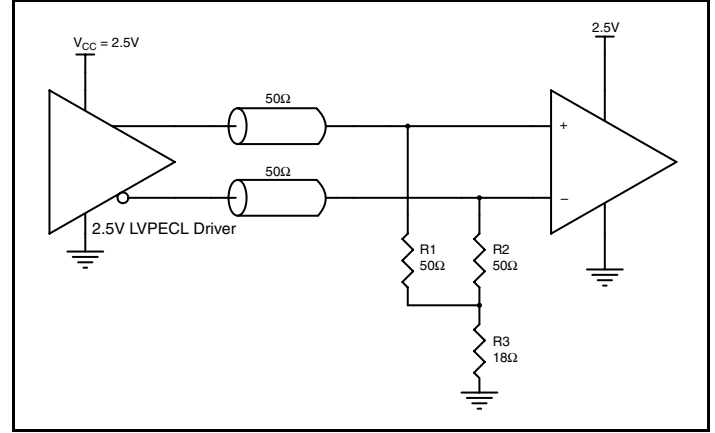 V_CC = 2.5V
2.5V
50Ω
+
50Ω
−
2.5V LVPECL Driver
R1
50Ω
R2
50Ω
R3
18Ω